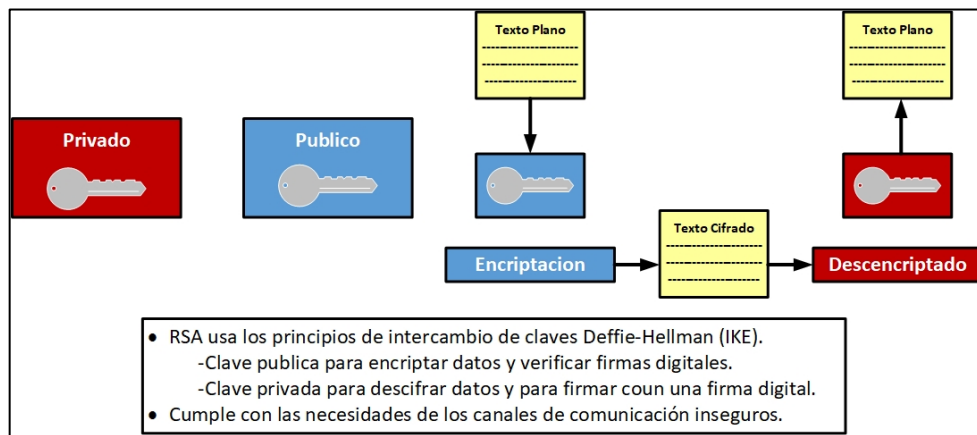 Texto Plano
Texto Plano
Privado
Publico
Encriptacion
Texto Cifrado
Descencriptado
• RSA usa los principios de intercambio de claves Deffie-Hellman (IKE).
-Clave publica para encriptar datos y verificar firmas digitales.
-Clave privada para descifrar datos y para firmar coun una firma digital.
• Cumple con las necesidades de los canales de comunicación inseguros.